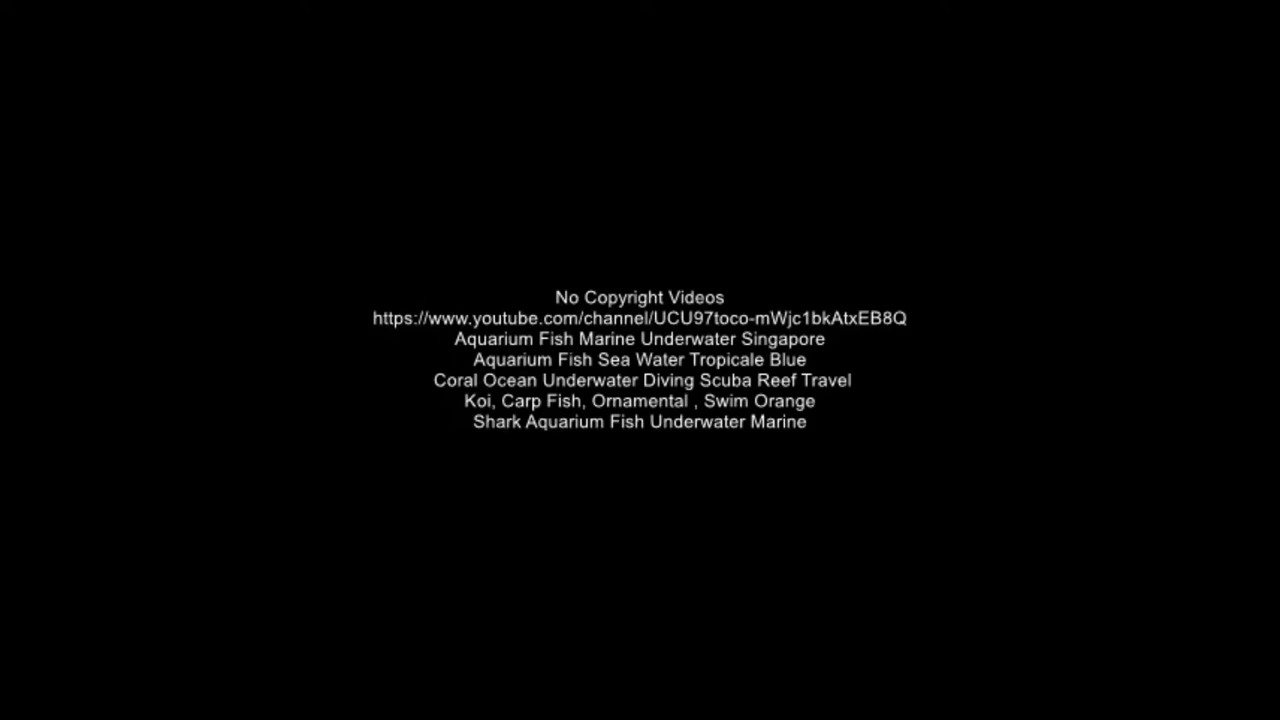 No Copyright Videos
https://www.youtube.com/channel/UCU97toco-mWjc1bkAtxEB8Q
Aquarium Fish Marine Underwater Singapore
Aquarium Fish Sea Water Tropicale Blue
Coral Ocean Underwater Diving Scuba Reef Travel
Koi, Carp Fish, Ornamental , Swim Orange
Shark Aquarium Fish Underwater Marine